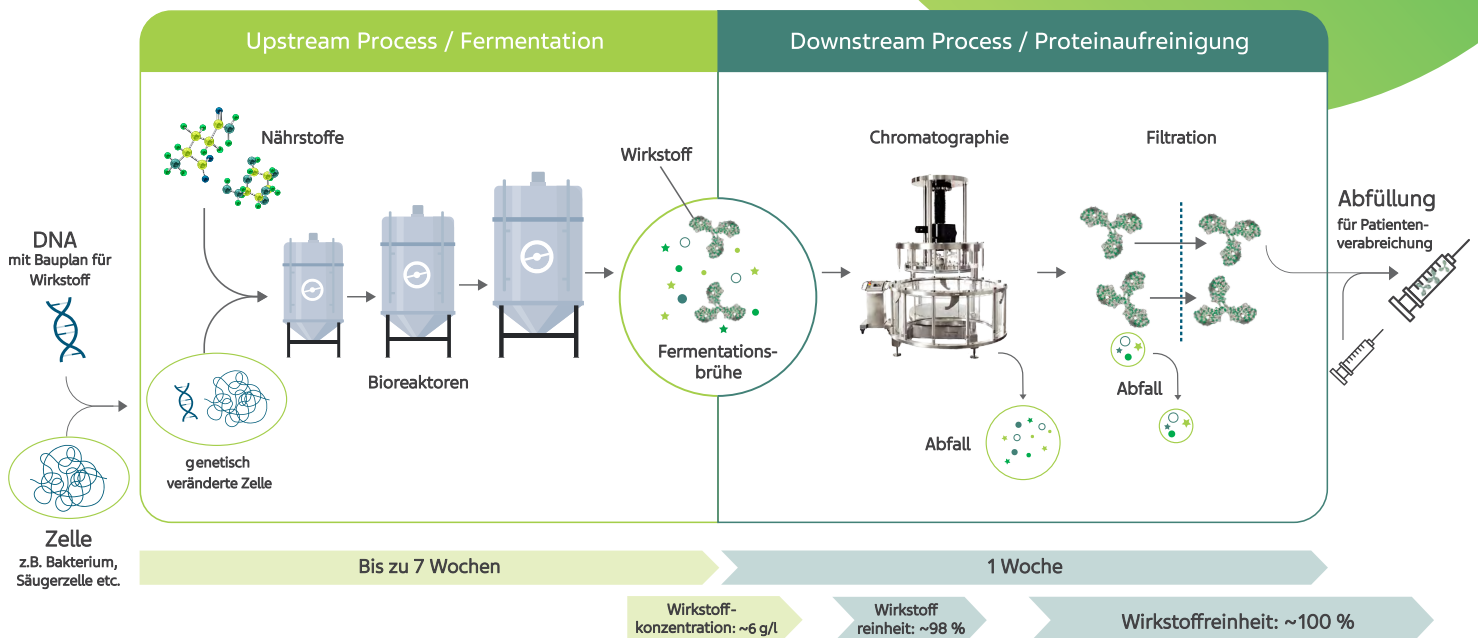 Upstream Process / Fermentation
Downstream Process / Proteinaufreinigung
DNA
mit Bauplan für
Wirkstoff
Zelle
z.B. Bakterium,
Säugerzelle etc.
Nährstoffe
genetisch
veränderte Zelle
Bioreaktoren
Wirkstoff
Fermentations-
brühe
Chromatographie
Abfall
Filtration
Abfall
Abfüllung
für Patienten-
verabreichung
Bis zu 7 Wochen
1 Woche
Wirkstoff-
konzentration: ~6 g/l
Wirkstoff
reinheit: ~98 %
Wirkstoffreinheit: ~100 %